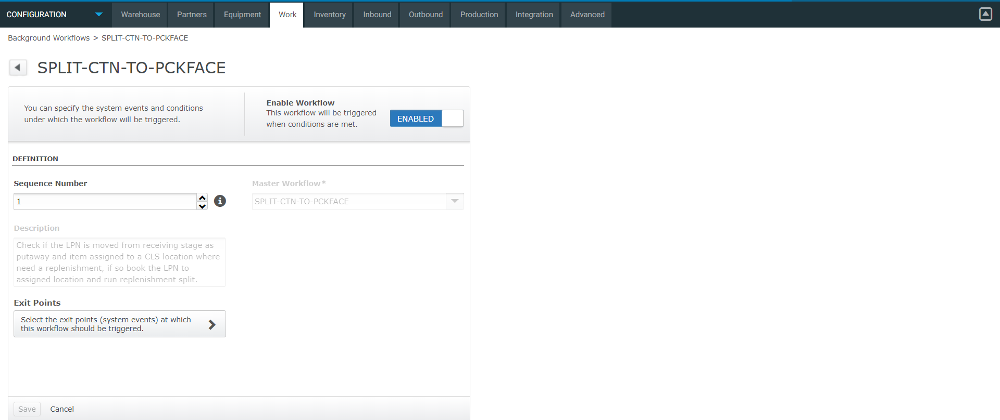 CONFIGURATION
Warehouse
Partners
Equipment
Work
Inventory
Inbound
Outbound
Production
Integration
Advanced
Background Workflows > SPLIT-CTN-TO-PCKFACE
SPLIT-CTN-TO-PCKFACE
You can specify the system events and conditions
under which the workflow will be triggered.
Enable Workflow
This workflow will be triggered
when conditions are met.
ENABLED
DEFINITION
Sequence Number
1
Master Workflow*
SPLIT-CTN-TO-PCKFACE
Description
Check if the LPN is moved from receiving stage as
putaway and item assigned to a CLS location where
need a replenishment, if so book the LPN to
assigned location and run replenishment split.
Exit Points
Select the exit points (system events) at which
this workflow should be triggered.
Save
Cancel